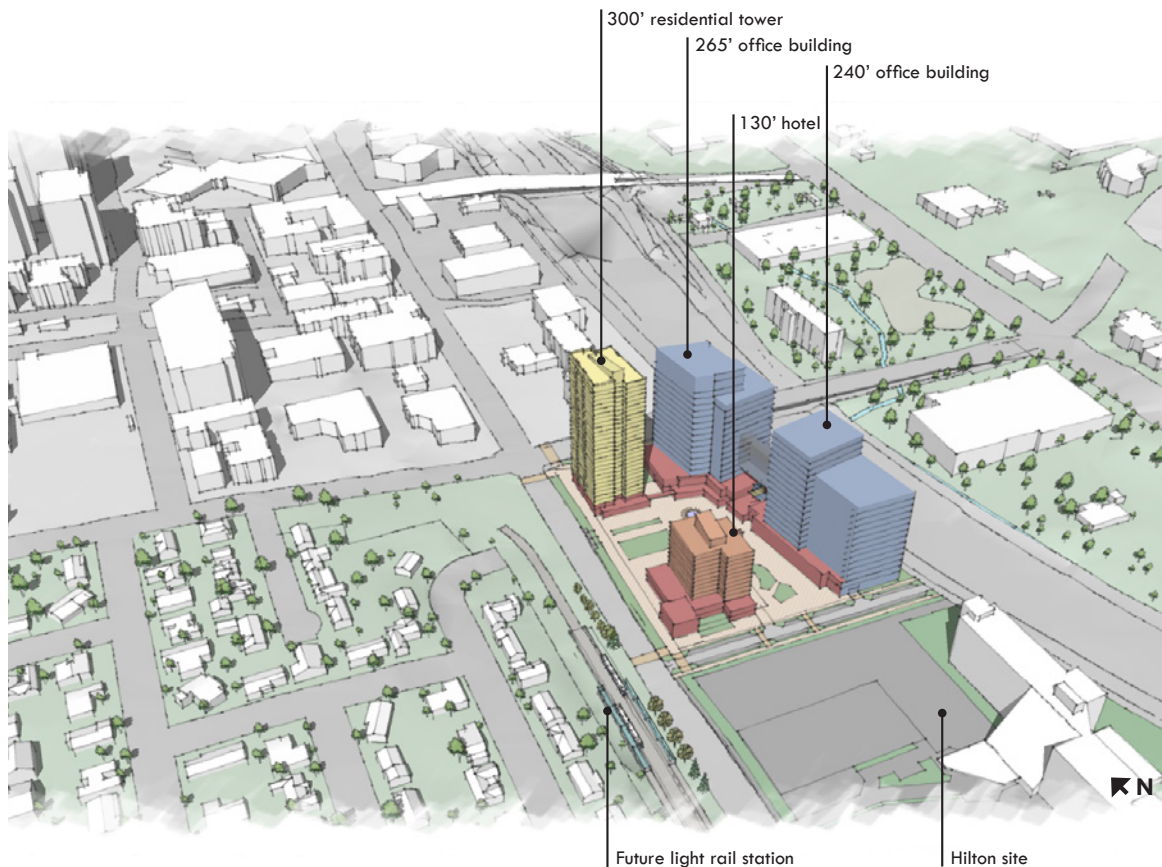 300’ residential tower
265’ office building
240’ office building
130’ hotel
N
Future light rail station
Hilton site